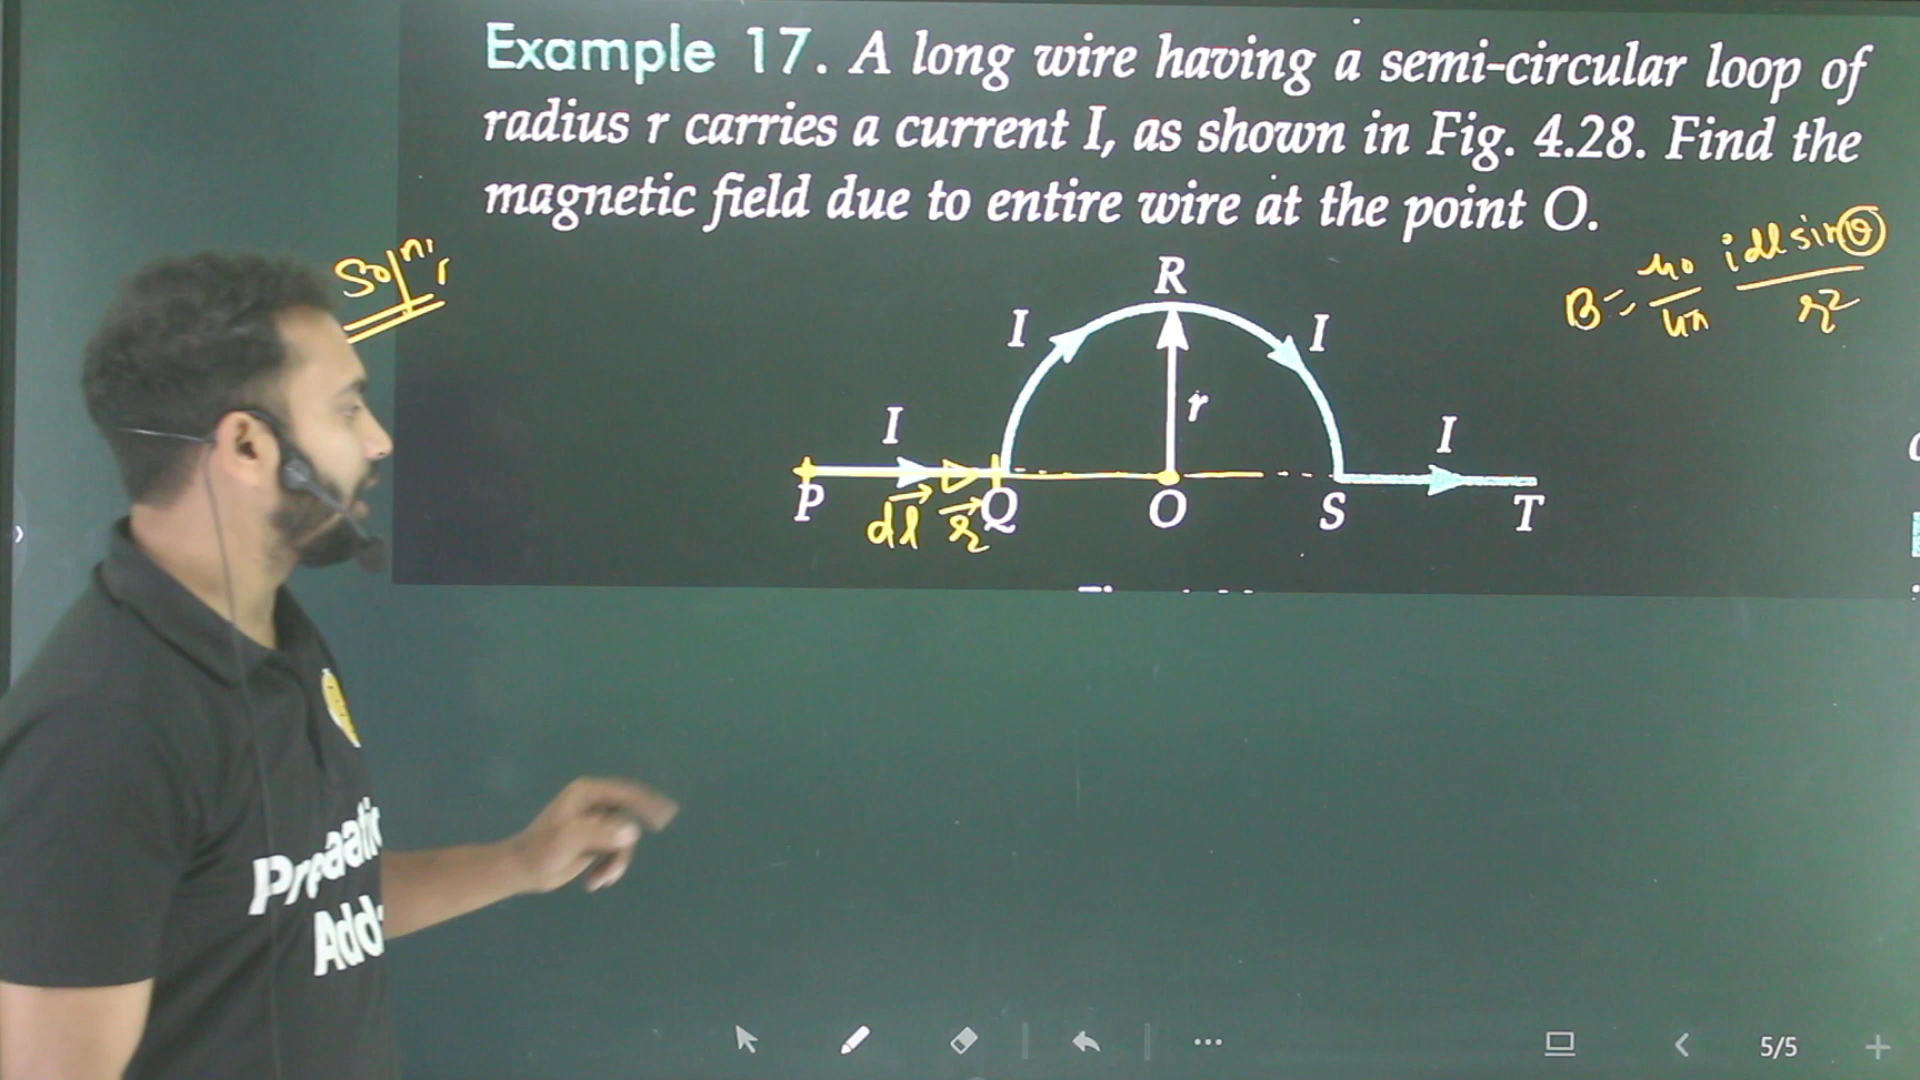 Example 17. A long wire having a semi-circular loop of
radius r carries a current I, as shown in Fig. 4.28. Find the
magnetic field due to entire wire at the point O.
Solⁿ,
B = μ₀/4π idl sinθ/r²
R
I I
r
I I
P Q O S T
dl→ r→
Prepaation
Adda
5/5